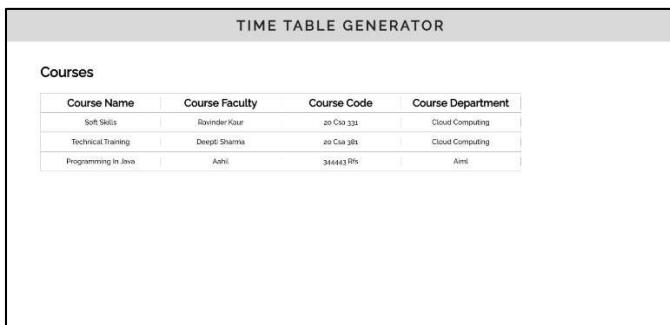 TIME TABLE GENERATOR
Courses
Course Name Course Faculty Course Code Course Department
Soft Skills Ravinder Kaur 20 Csa 331 Cloud Computing
Technical Training Deepti Sharma 20 Csa 381 Cloud Computing
Programming In Java Aahil 344443 Rfs Aiml